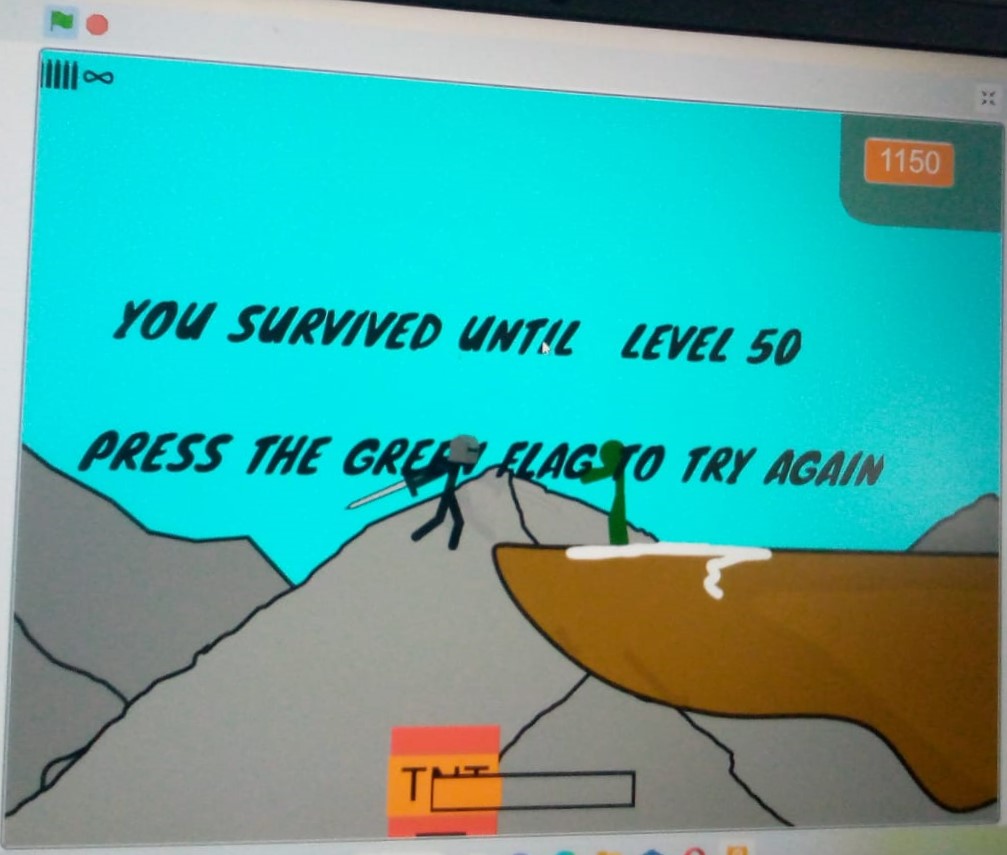 ∞
1150
YOU SURVIVED UNTIL LEVEL 50
PRESS THE GREEN FLAG TO TRY AGAIN
TNT